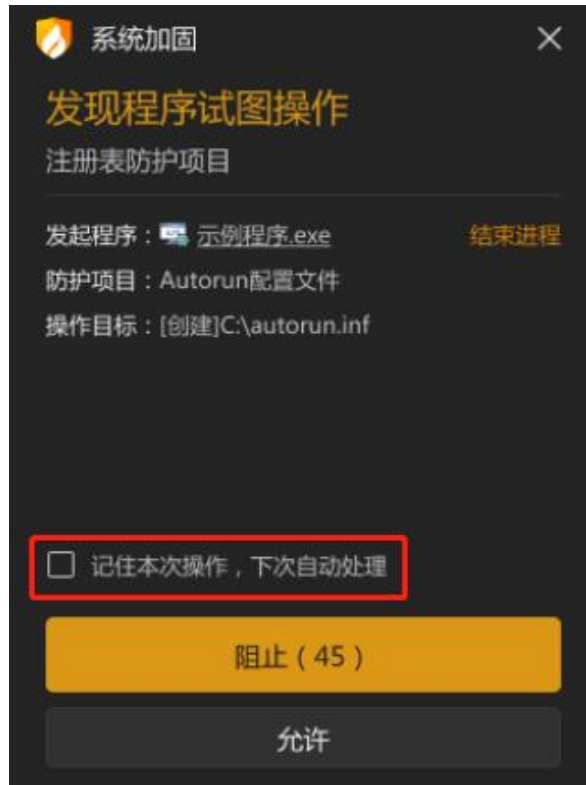 系统加固
发现程序试图操作
注册表防护项目
发起程序：示例程序.exe 结束进程
防护项目：Autorun配置文件
操作目标：[创建]C:\autorun.inf
记住本次操作，下次自动处理
阻止（45）
允许